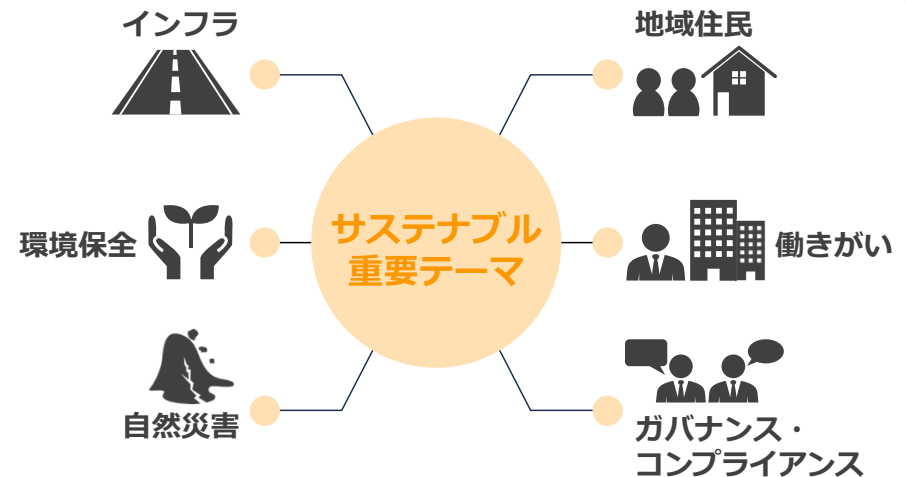 インフラ
地域住民
環境保全
サステナブル
重要テーマ
働きがい
自然災害
ガバナンス・
コンプライアンス